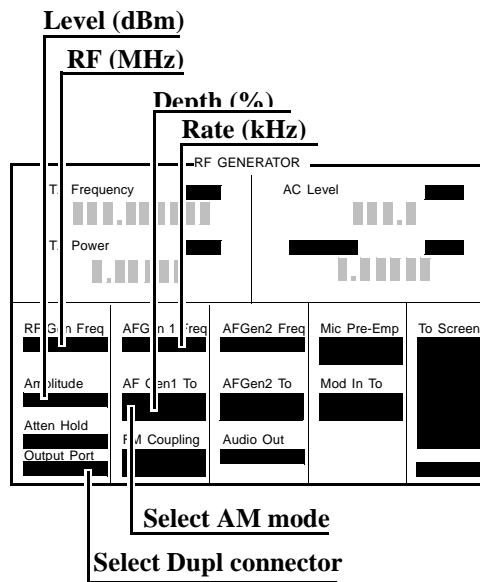 Level (dBm)
RF (MHz)
Depth (%)
Rate (kHz)
RF GENERATOR
Frequency
AC Level
Power
RF Gen Freq
AFGen 1 Freq
AFGen2 Freq
Mic Pre-Emp
To Screen
Amplitude
AF Gen1 To
AFGen2 To
Mod In To
Atten Hold
FM Coupling
Audio Out
Output Port
Select AM mode
Select Dupl connector